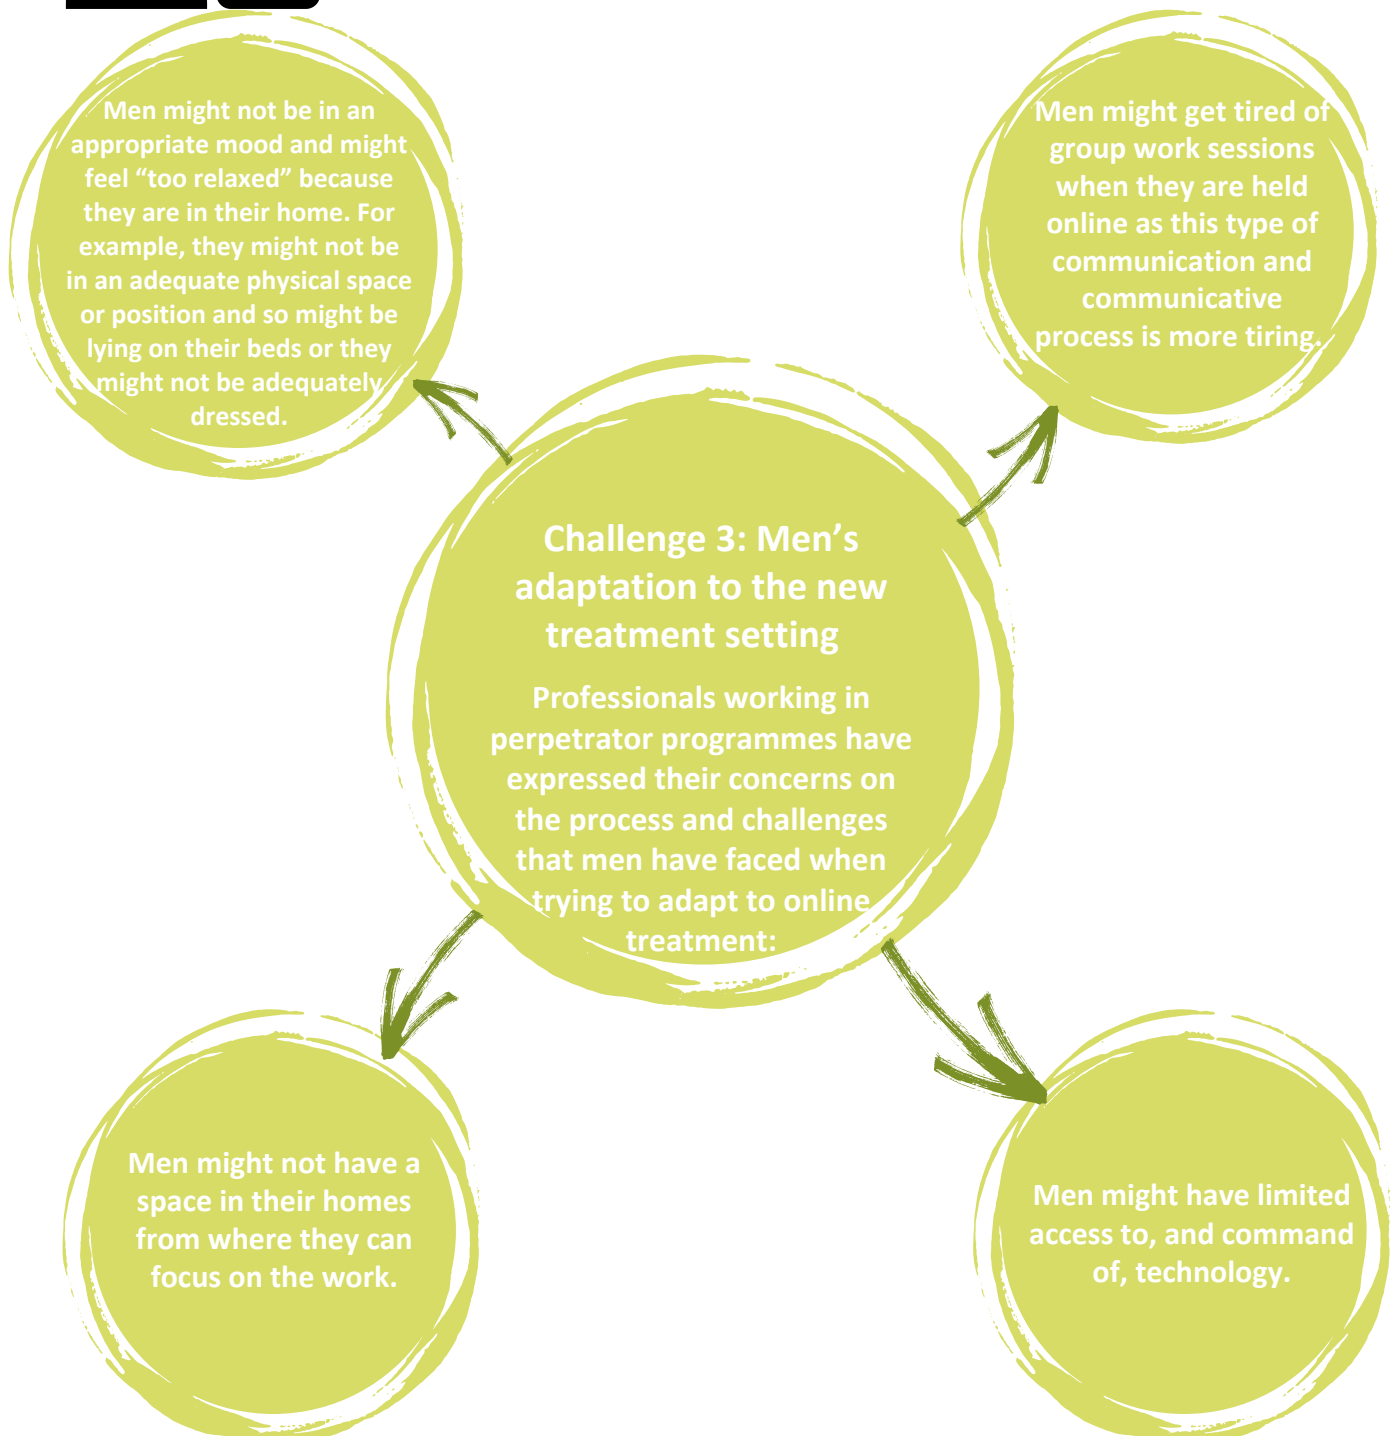 Men might not be in an
appropriate mood and might
feel “too relaxed” because
they are in their home. For
example, they might not be
in an adequate physical space
or position and so might be
lying on their beds or they
might not be adequately
dressed.
Men might get tired of
group work sessions
when they are held
online as this type of
communication and
communicative
process is more tiring.
Challenge 3: Men’s
adaptation to the new
treatment setting
Professionals working in
perpetrator programmes have
expressed their concerns on
the process and challenges
that men have faced when
trying to adapt to online
treatment:
Men might not have a
space in their homes
from where they can
focus on the work.
Men might have limited
access to, and command
of, technology.